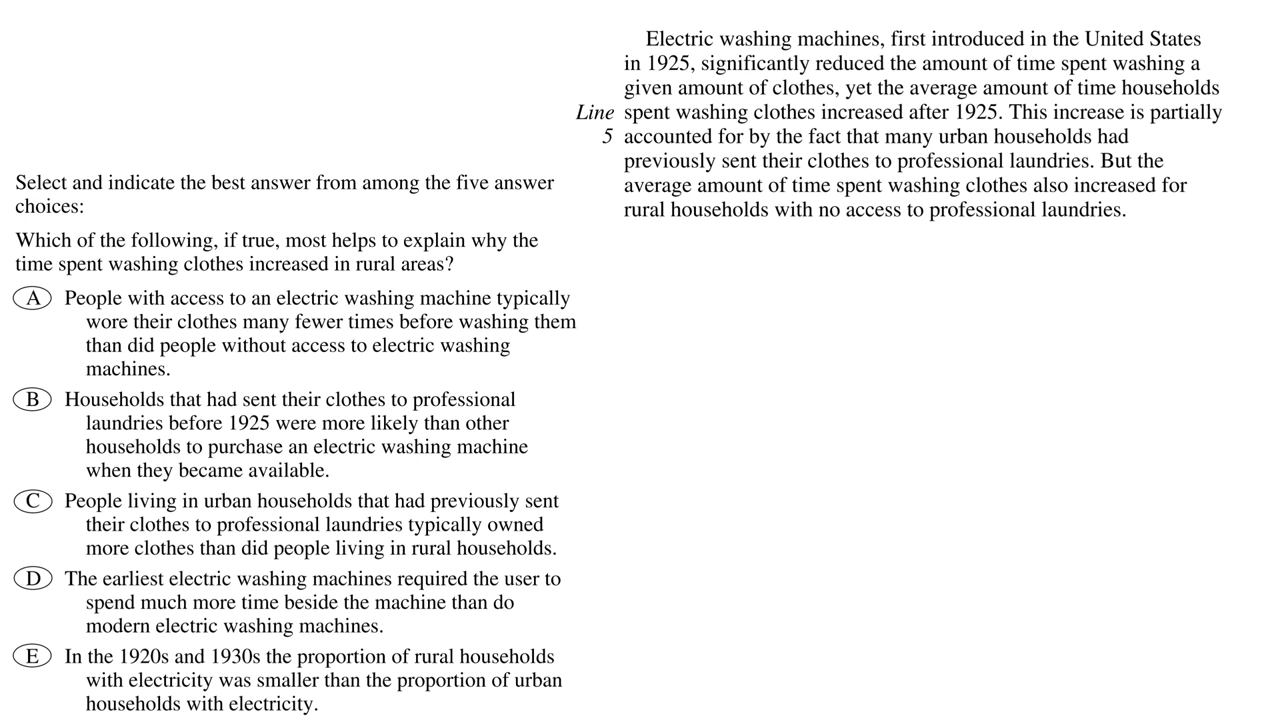 Select and indicate the best answer from among the five answer
choices:
Which of the following, if true, most helps to explain why the
time spent washing clothes increased in rural areas?
A People with access to an electric washing machine typically
wore their clothes many fewer times before washing them
than did people without access to electric washing
machines.
B Households that had sent their clothes to professional
laundries before 1925 were more likely than other
households to purchase an electric washing machine
when they became available.
C People living in urban households that had previously sent
their clothes to professional laundries typically owned
more clothes than did people living in rural households.
D The earliest electric washing machines required the user to
spend much more time beside the machine than do
modern electric washing machines.
E In the 1920s and 1930s the proportion of rural households
with electricity was smaller than the proportion of urban
households with electricity.
Electric washing machines, first introduced in the United States
in 1925, significantly reduced the amount of time spent washing a
given amount of clothes, yet the average amount of time households
Line spent washing clothes increased after 1925. This increase is partially
5 accounted for by the fact that many urban households had
previously sent their clothes to professional laundries. But the
average amount of time spent washing clothes also increased for
rural households with no access to professional laundries.